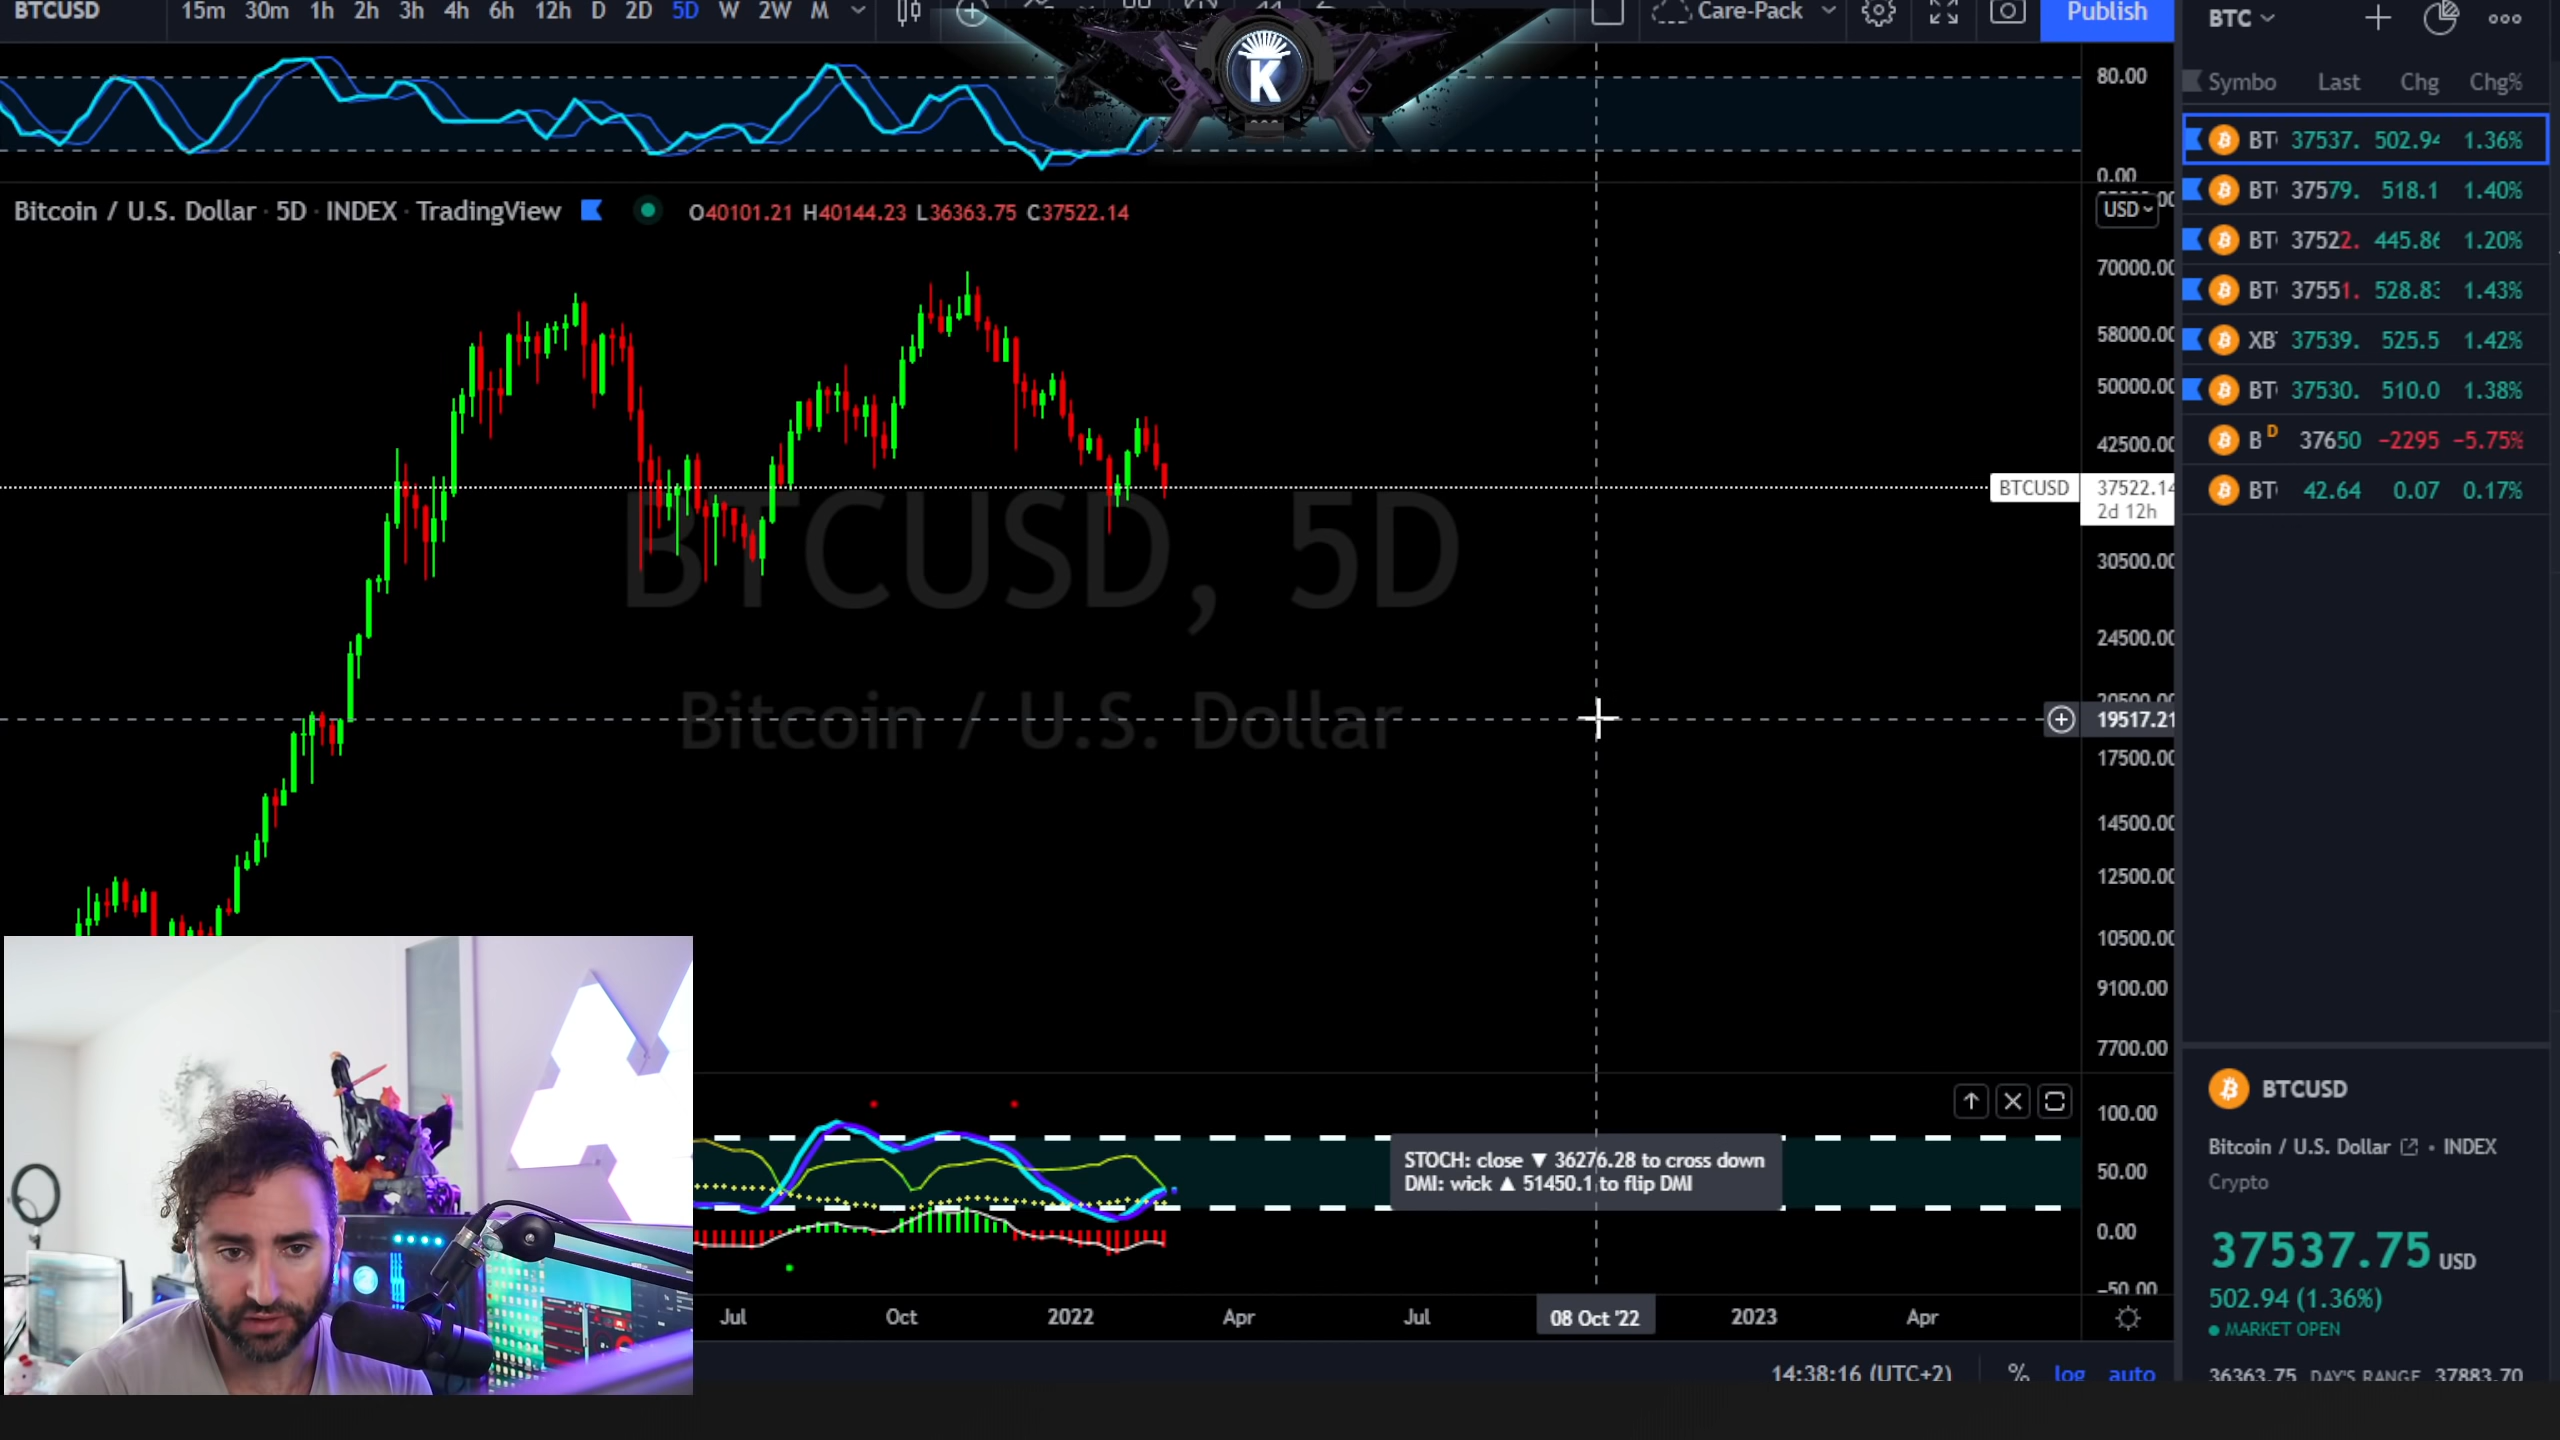 BTCUSD 15m 30m 1h 2h 3h 4h 6h 12h D 2D 5D W 2W M Care-Pack Publish
80.00
0.00
K
Bitcoin / U.S. Dollar · 5D · INDEX · TradingView O40101.21 H40144.23 L36363.75 C37522.14
USD
70000.00
58000.00
50000.00
42500.00
BTCUSD 37522.14
2d 12h
30500.00
24500.00
20500.00
19517.21
17500.00
14500.00
12500.00
10500.00
9100.00
7700.00
BTCUSD, 5D
Bitcoin / U.S. Dollar
100.00
50.00
0.00
-50.00
STOCH: close ▼ 36276.28 to cross down
DMI: wick ▲ 51450.1 to flip DMI
Jul Oct 2022 Apr Jul 08 Oct '22 2023 Apr
14:38:16 (UTC+2) % log auto
BTC
Symbo Last Chg Chg%
BT 37537. 502.94 1.36%
BT 37579. 518.1 1.40%
BT 37522. 445.86 1.20%
BT 37551. 528.83 1.43%
XB 37539. 525.5 1.42%
BT 37530. 510.0 1.38%
B D 37650 −2295 −5.75%
BT 42.64 0.07 0.17%
BTCUSD
Bitcoin / U.S. Dollar • INDEX
Crypto
37537.75 USD
502.94 (1.36%)
MARKET OPEN
36363.75 DAY'S RANGE 37883.70